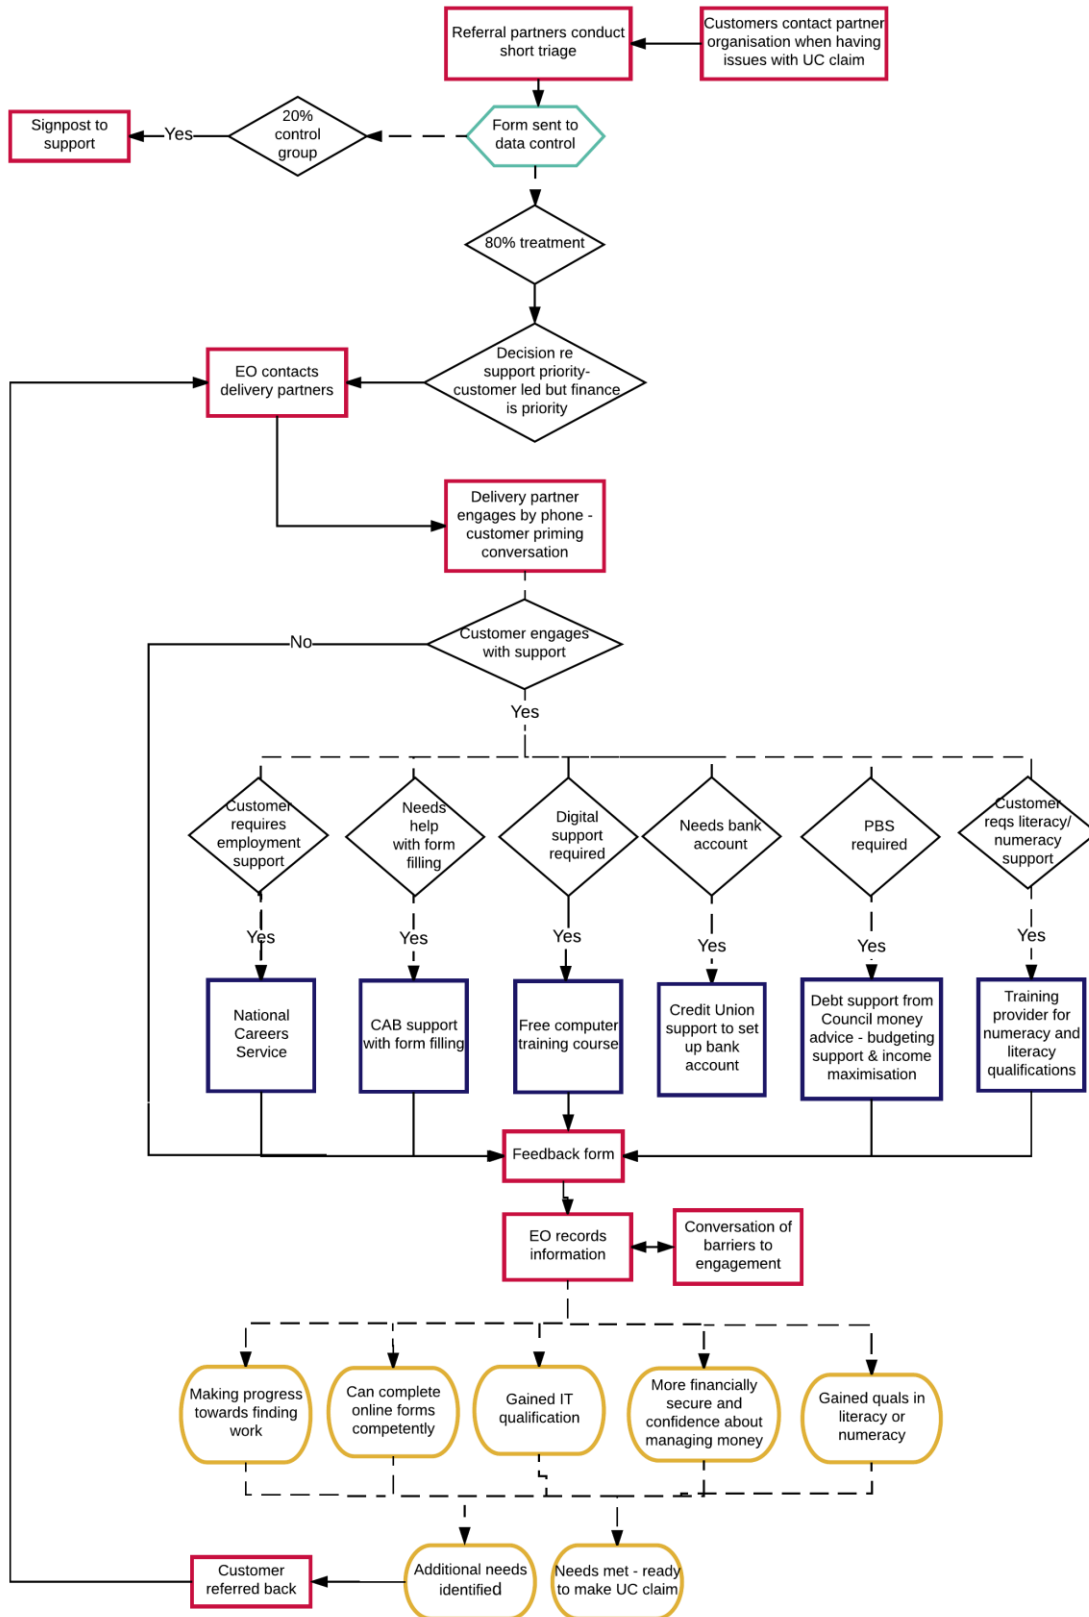 Referral partners conduct
short triage
Customers contact partner
organisation when having
issues with UC claim
Signpost to
support
Yes
20%
control
group
Form sent to
data control
80% treatment
Decision re
support priority-
customer led but finance
is priority
EO contacts
delivery partners
Delivery partner
engages by phone -
customer priming
conversation
No
Customer engages
with support
Yes
Customer
requires
employment
support
Needs
help
with form
filling
Digital
support
required
Needs bank
account
PBS
required
Customer
reqs literacy/
numeracy
support
Yes
Yes
Yes
Yes
Yes
Yes
National
Careers
Service
CAB support
with form filling
Free computer
training course
Credit Union
support to set
up bank
account
Debt support from
Council money
advice - budgeting
support & income
maximisation
Training
provider for
numeracy and
literacy
qualifications
Feedback form
EO records
information
Conversation of
barriers to
engagement
Making progress
towards finding
work
Can complete
online forms
competently
Gained IT
qualification
More financially
secure and
confidence about
managing money
Gained quals in
literacy or
numeracy
Customer
referred back
Additional needs
identified
Needs met - ready
to make UC claim